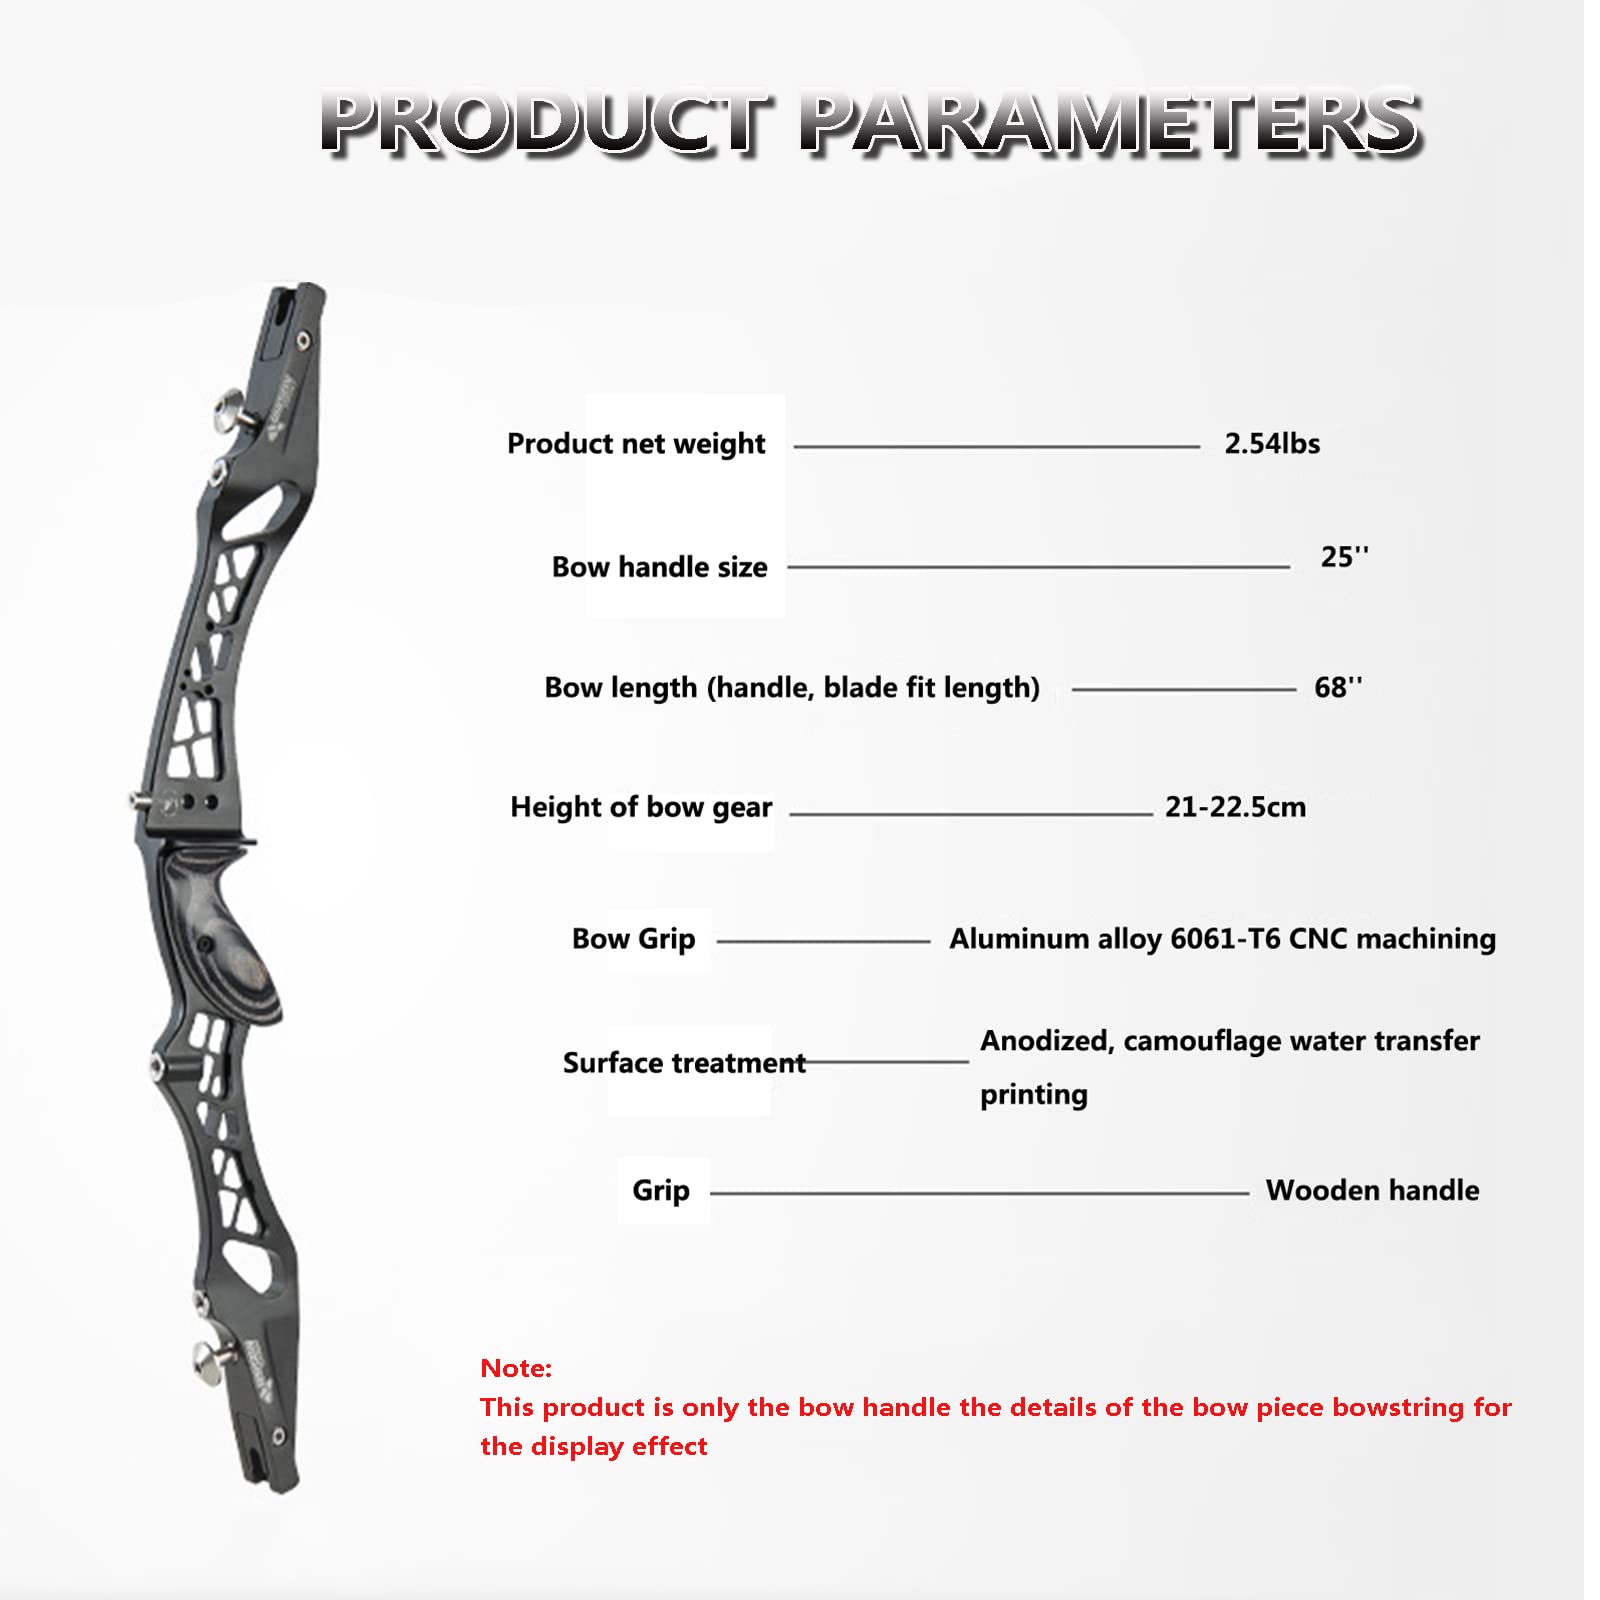 PRODUCT PARAMETERS
Product net weight 2.54lbs
Bow handle size 25''
Bow length (handle, blade fit length) 68''
Height of bow gear 21-22.5cm
Bow Grip Aluminum alloy 6061-T6 CNC machining
Surface treatment Anodized, camouflage water transfer
printing
Grip Wooden handle
Note:
This product is only the bow handle the details of the bow piece bowstring for
the display effect